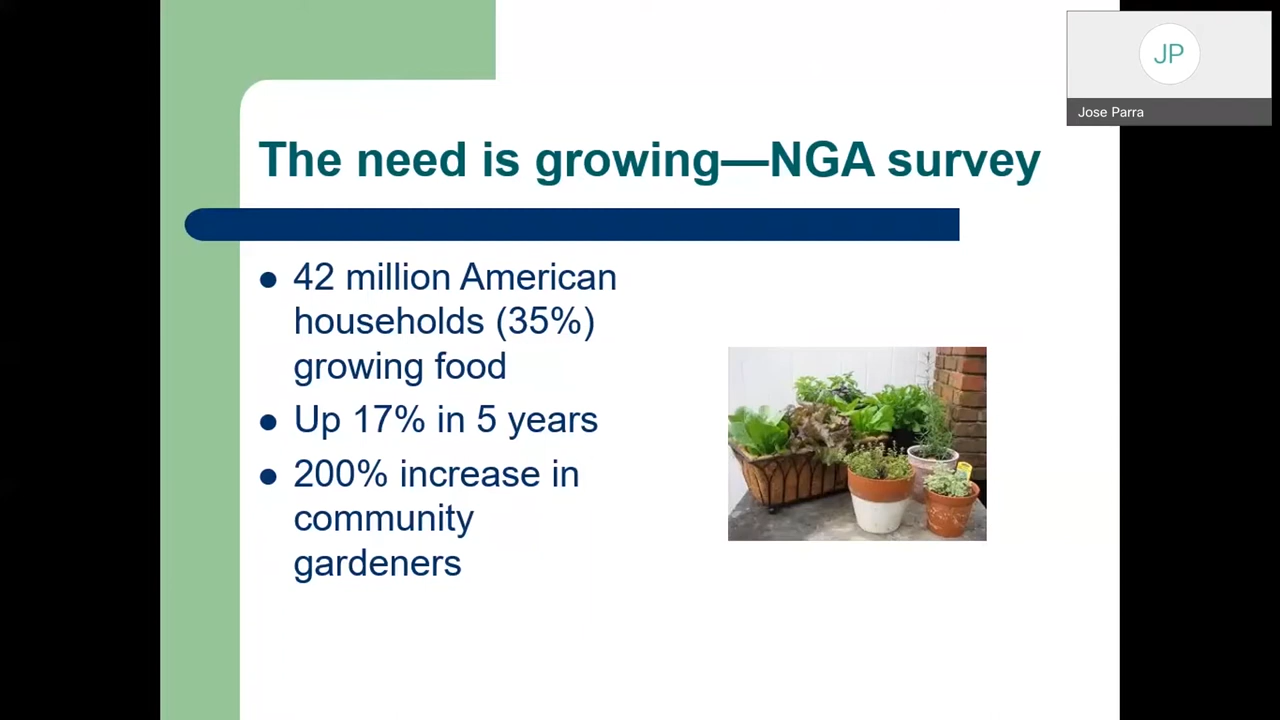 JP
Jose Parra
The need is growing—NGA survey
42 million American
households (35%)
growing food
Up 17% in 5 years
200% increase in
community
gardeners